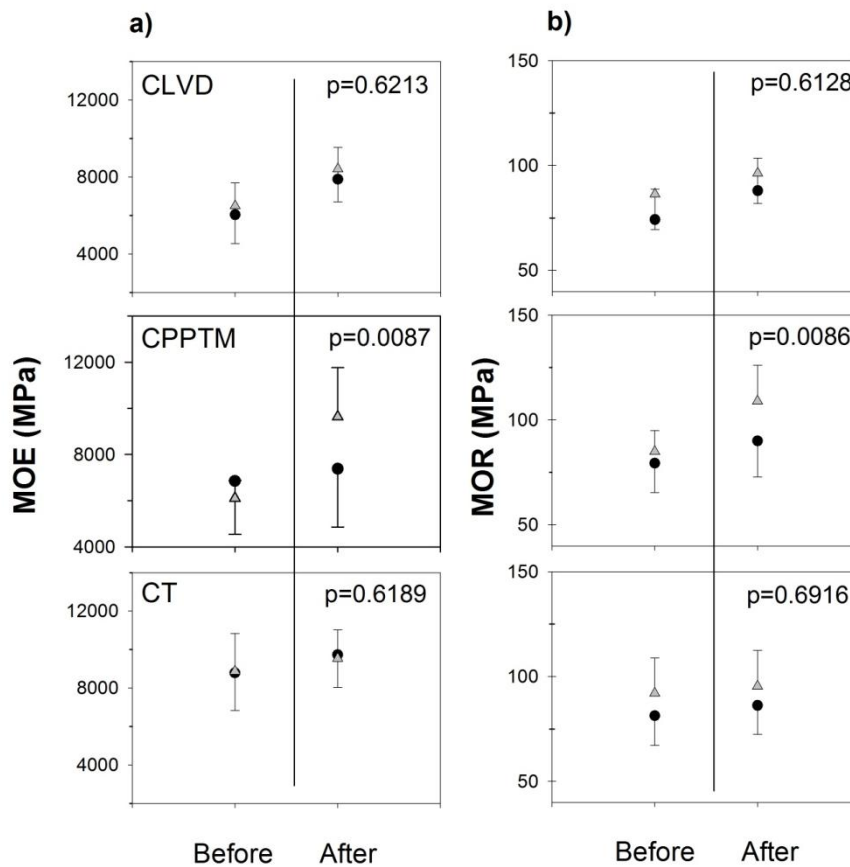 a)
b)
CLVD p=0.6213
12000
8000
4000
150
p=0.6128
100
50
CPPTM p=0.0087
12000
8000
4000
150
p=0.0086
100
50
CT p=0.6189
12000
8000
4000
150
p=0.6916
100
50
MOE (MPa)
MOR (MPa)
Before After
Before After